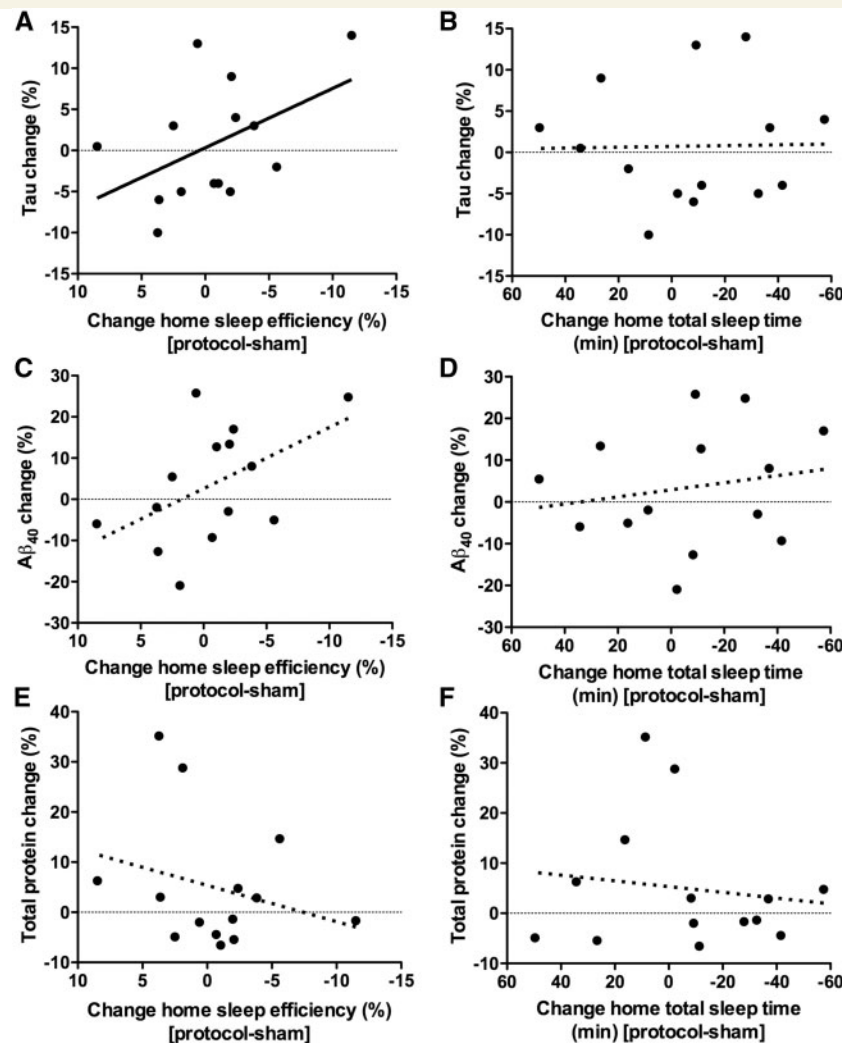 A
Tau change (%)
15
10
5
0
-5
-10
-15
10 5 0 -5 -10 -15
Change home sleep efficiency (%)
[protocol-sham]
B
Tau change (%)
15
10
5
0
-5
-10
-15
60 40 20 0 -20 -40 -60
Change home total sleep time
(min) [protocol-sham]
C
Aβ40 change (%)
30
20
10
0
-10
-20
-30
10 5 0 -5 -10 -15
Change home sleep efficiency (%)
[protocol-sham]
D
Aβ40 change (%)
30
20
10
0
-10
-20
-30
60 40 20 0 -20 -40 -60
Change home total sleep time
(min) [protocol-sham]
E
Total protein change (%)
40
30
20
10
0
-10
10 5 0 -5 -10 -15
Change home sleep efficiency (%)
[protocol-sham]
F
Total protein change (%)
40
30
20
10
0
-10
60 40 20 0 -20 -40 -60
Change home total sleep time
(min) [protocol-sham]